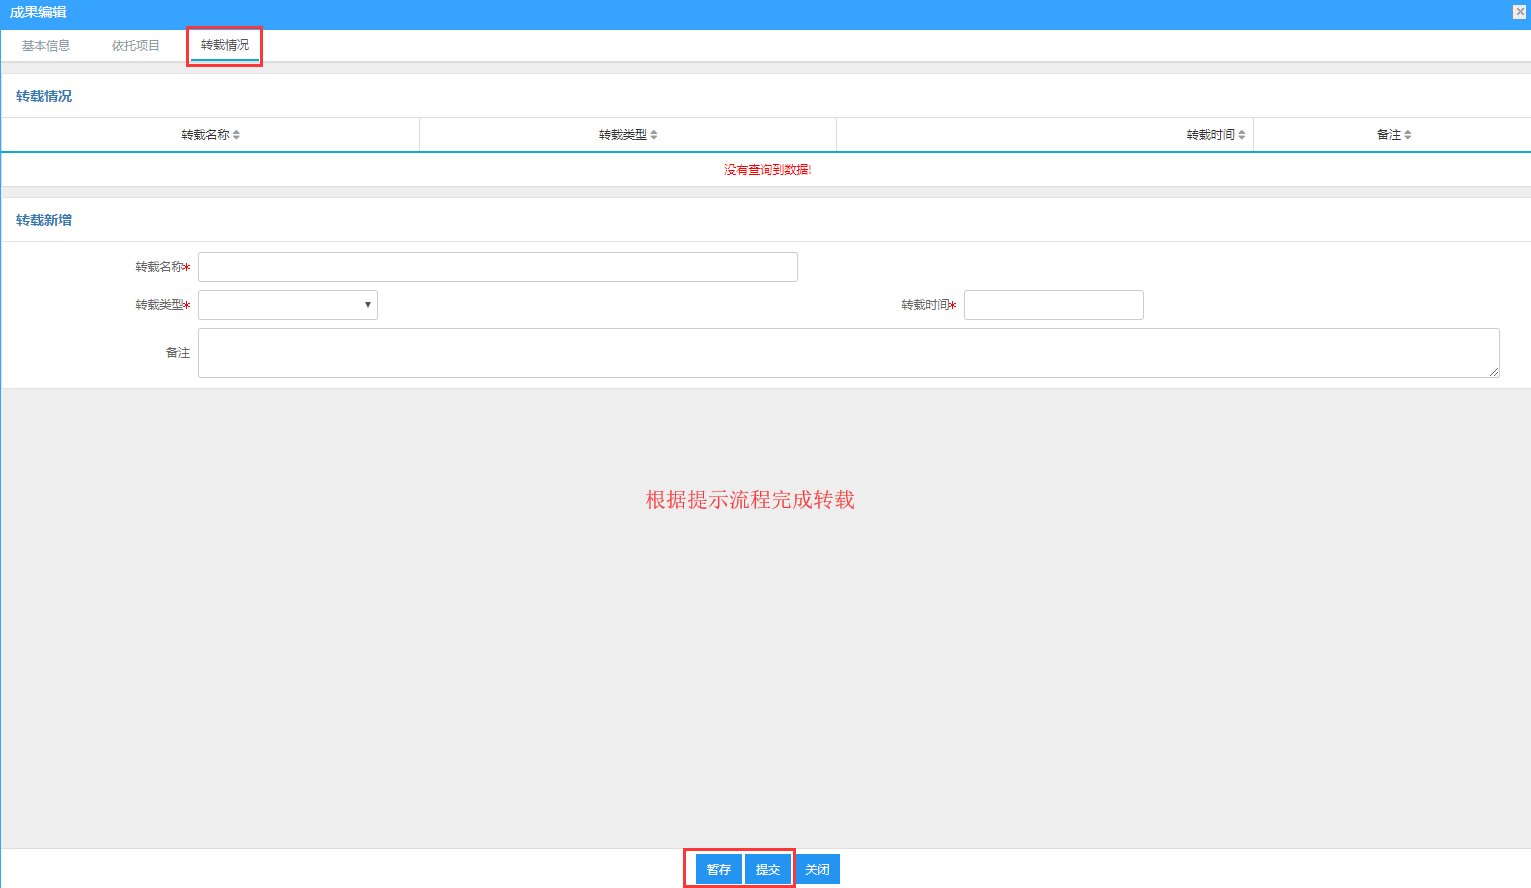 成果编辑
基本信息 依托项目 转载情况
转载情况
转载名称 转载类型 转载时间 备注
没有查询到数据!
转载新增
转载名称*
转载类型* 转载时间*
备注
根据提示流程完成转载
暂存 提交 关闭